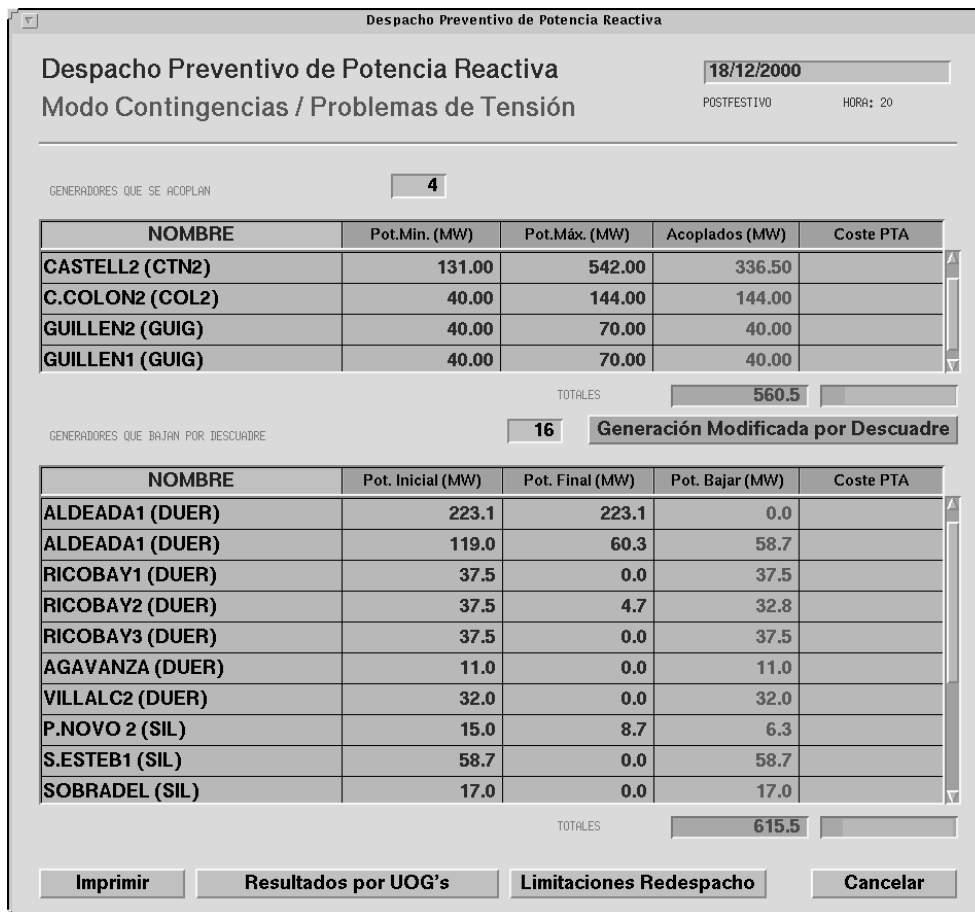 Despacho Preventivo de Potencia Reactiva
Despacho Preventivo de Potencia Reactiva 18/12/2000
Modo Contingencias / Problemas de Tensión POSTFESTIVO HORA: 20
GENERADORES QUE SE ACOPLAN 4
NOMBRE Pot.Min. (MW) Pot.Máx. (MW) Acoplados (MW) Coste PTA
CASTELL2 (CTN2) 131.00 542.00 336.50
C.COLON2 (COL2) 40.00 144.00 144.00
GUILLEN2 (GUIG) 40.00 70.00 40.00
GUILLEN1 (GUIG) 40.00 70.00 40.00
TOTALES 560.5
GENERADORES QUE BAJAN POR DESCUADRE 16 Generación Modificada por Descuadre
NOMBRE Pot. Inicial (MW) Pot. Final (MW) Pot. Bajar (MW) Coste PTA
ALDEADA1 (DUER) 223.1 223.1 0.0
ALDEADA1 (DUER) 119.0 60.3 58.7
RICOBAY1 (DUER) 37.5 0.0 37.5
RICOBAY2 (DUER) 37.5 4.7 32.8
RICOBAY3 (DUER) 37.5 0.0 37.5
AGAVANZA (DUER) 11.0 0.0 11.0
VILLALC2 (DUER) 32.0 0.0 32.0
P.NOVO 2 (SIL) 15.0 8.7 6.3
S.ESTEB1 (SIL) 58.7 0.0 58.7
SOBRADEL (SIL) 17.0 0.0 17.0
TOTALES 615.5
Imprimir Resultados por UOG's Limitaciones Redespacho Cancelar